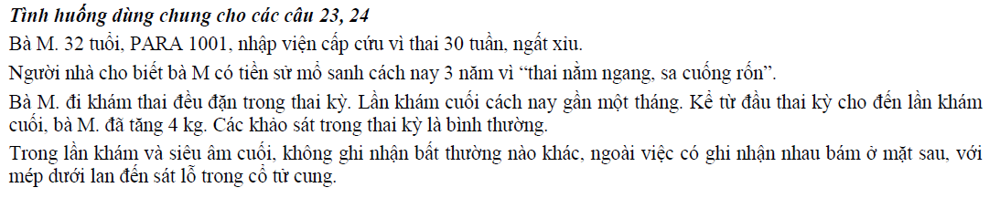 Tình huống dùng chung cho các câu 23, 24
Bà M. 32 tuổi, PARA 1001, nhập viện cấp cứu vì thai 30 tuần, ngất xỉu.
Người nhà cho biết bà M có tiền sử mổ sanh cách nay 3 năm vì “thai nằm ngang, sa cuống rốn”.
Bà M. đi khám thai đều đặn trong thai kỳ. Lần khám cuối cách nay gần một tháng. Kể từ đầu thai kỳ cho đến lần khám
cuối, bà M. đã tăng 4 kg. Các khảo sát trong thai kỳ là bình thường.
Trong lần khám và siêu âm cuối, không ghi nhận bất thường nào khác, ngoài việc có ghi nhận nhau bám ở mặt sau, với
mép dưới lan đến sát lỗ trong cổ tử cung.